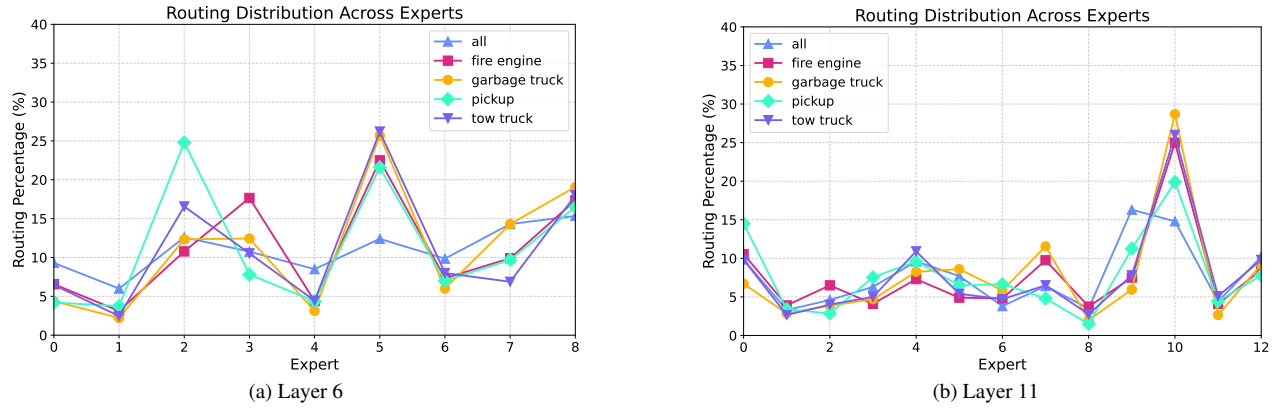 Routing Distribution Across Experts
40
35
30
25
20
15
10
5
0
Routing Percentage (%)
all
fire engine
garbage truck
pickup
tow truck
0 1 2 3 4 5 6 7 8
Expert
(a) Layer 6
Routing Distribution Across Experts
40
35
30
25
20
15
10
5
0
Routing Percentage (%)
all
fire engine
garbage truck
pickup
tow truck
0 2 4 6 8 10 12
Expert
(b) Layer 11